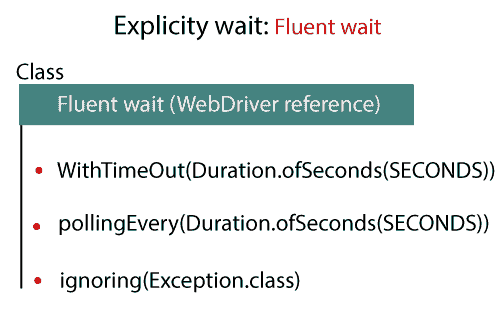 Explicity wait: Fluent wait
Class
Fluent wait (WebDriver reference)
WithTimeOut(Duration.ofSeconds(SECONDS))
pollingEvery(Duration.ofSeconds(SECONDS))
ignoring(Exception.class)